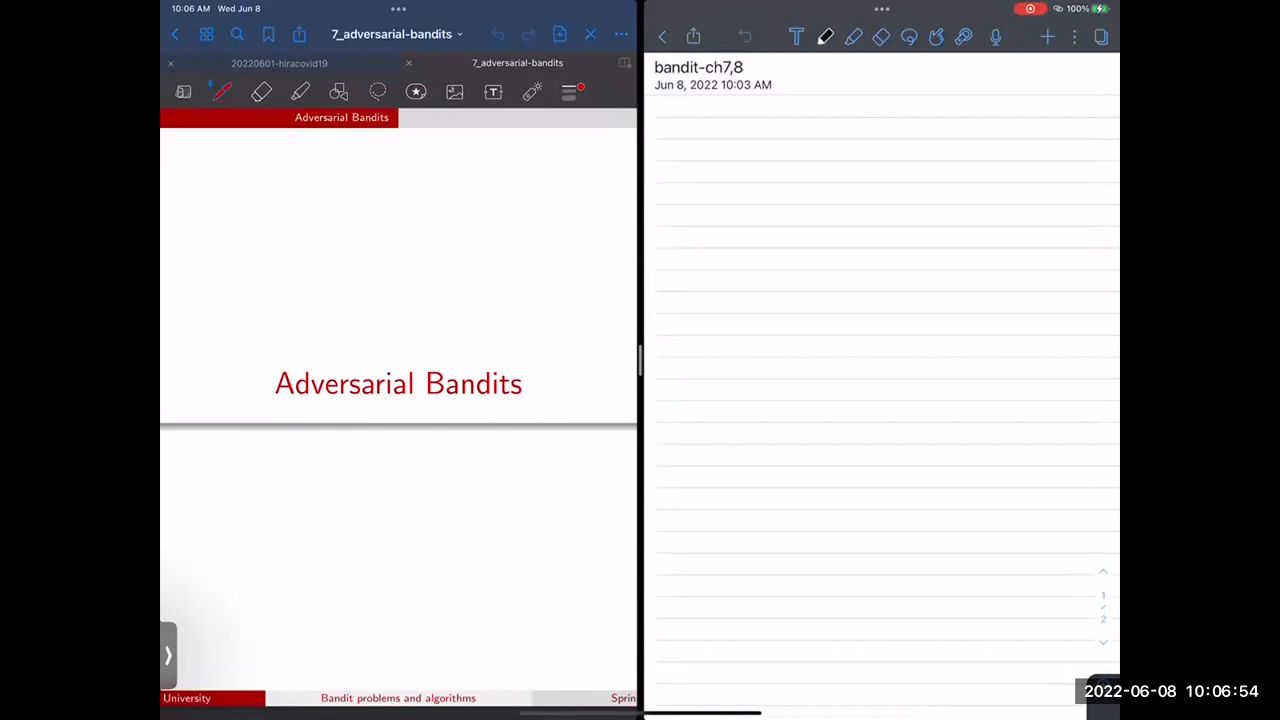 10:06 AM Wed Jun 8
100%
7_adversarial-bandits
20220601-hiracovid19
7_adversarial-bandits
Adversarial Bandits
Adversarial Bandits
University
Bandit problems and algorithms
Sprin
bandit-ch7,8
Jun 8, 2022 10:03 AM
1
2
2022-06-08 10:06:54